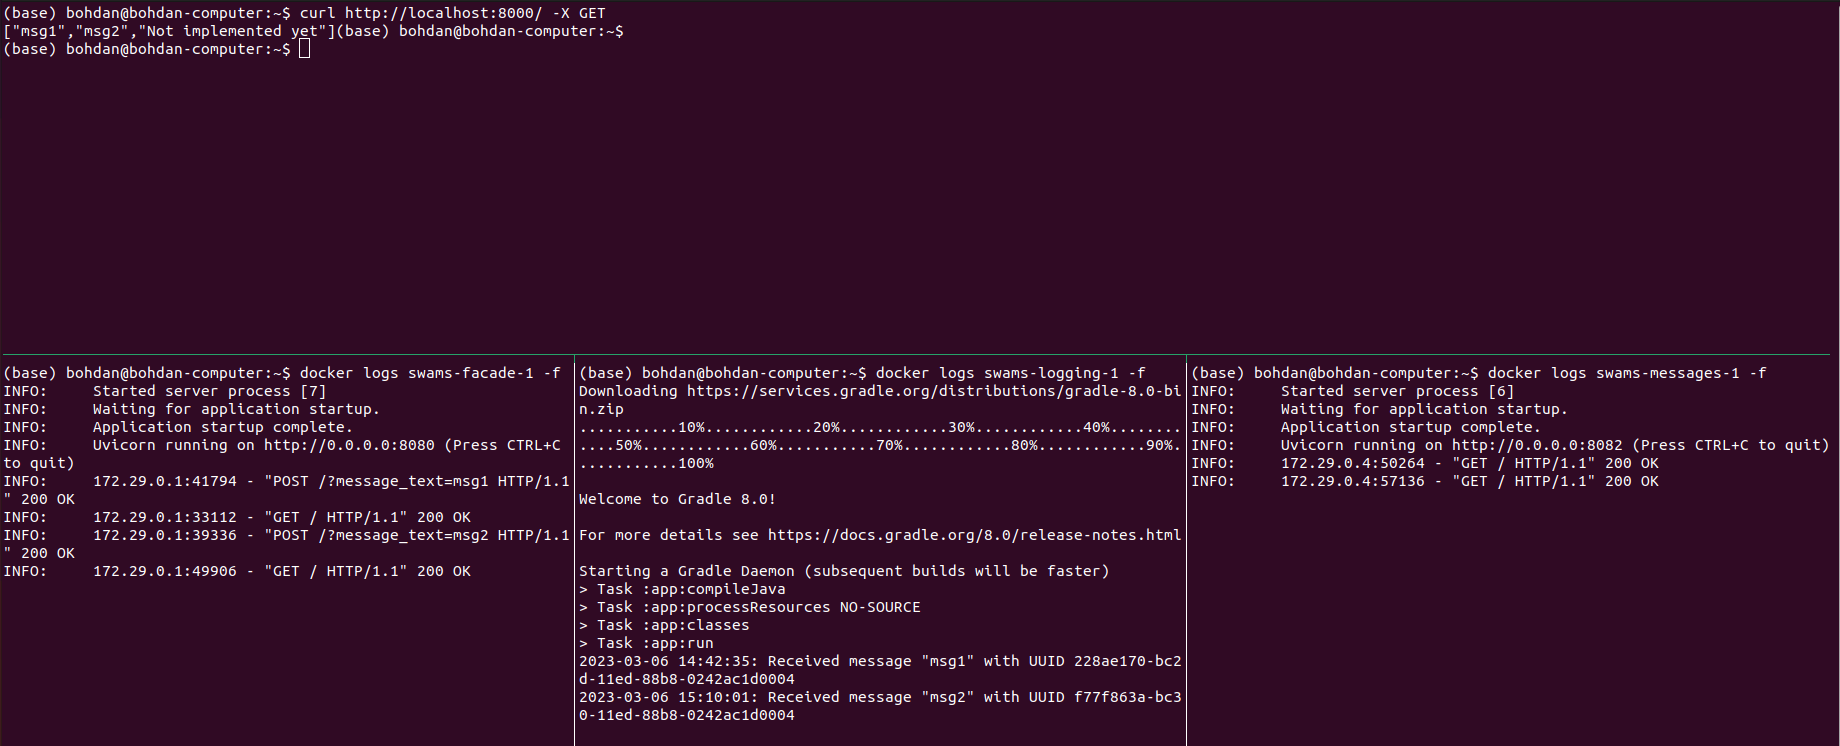 (base) bohdan@bohdan-computer:~$ curl http://localhost:8000/ -X GET
["msg1","msg2","Not implemented yet"](base) bohdan@bohdan-computer:~$
(base) bohdan@bohdan-computer:~$
(base) bohdan@bohdan-computer:~$ docker logs swams-facade-1 -f
INFO:     Started server process [7]
INFO:     Waiting for application startup.
INFO:     Application startup complete.
INFO:     Uvicorn running on http://0.0.0.0:8080 (Press CTRL+C
to quit)
INFO:     172.29.0.1:41794 - "POST /?message_text=msg1 HTTP/1.1
" 200 OK
INFO:     172.29.0.1:33112 - "GET / HTTP/1.1" 200 OK
INFO:     172.29.0.1:39336 - "POST /?message_text=msg2 HTTP/1.1
" 200 OK
INFO:     172.29.0.1:49906 - "GET / HTTP/1.1" 200 OK
(base) bohdan@bohdan-computer:~$ docker logs swams-logging-1 -f
Downloading https://services.gradle.org/distributions/gradle-8.0-bi
n.zip
...........10%............20%............30%............40%........
....50%............60%............70%............80%............90%.
...........100%
Welcome to Gradle 8.0!
For more details see https://docs.gradle.org/8.0/release-notes.html
Starting a Gradle Daemon (subsequent builds will be faster)
> Task :app:compileJava
> Task :app:processResources NO-SOURCE
> Task :app:classes
> Task :app:run
2023-03-06 14:42:35: Received message "msg1" with UUID 228ae170-bc2
d-11ed-88b8-0242ac1d0004
2023-03-06 15:10:01: Received message "msg2" with UUID f77f863a-bc3
0-11ed-88b8-0242ac1d0004
(base) bohdan@bohdan-computer:~$ docker logs swams-messages-1 -f
INFO:     Started server process [6]
INFO:     Waiting for application startup.
INFO:     Application startup complete.
INFO:     Uvicorn running on http://0.0.0.0:8082 (Press CTRL+C to quit)
INFO:     172.29.0.4:50264 - "GET / HTTP/1.1" 200 OK
INFO:     172.29.0.4:57136 - "GET / HTTP/1.1" 200 OK